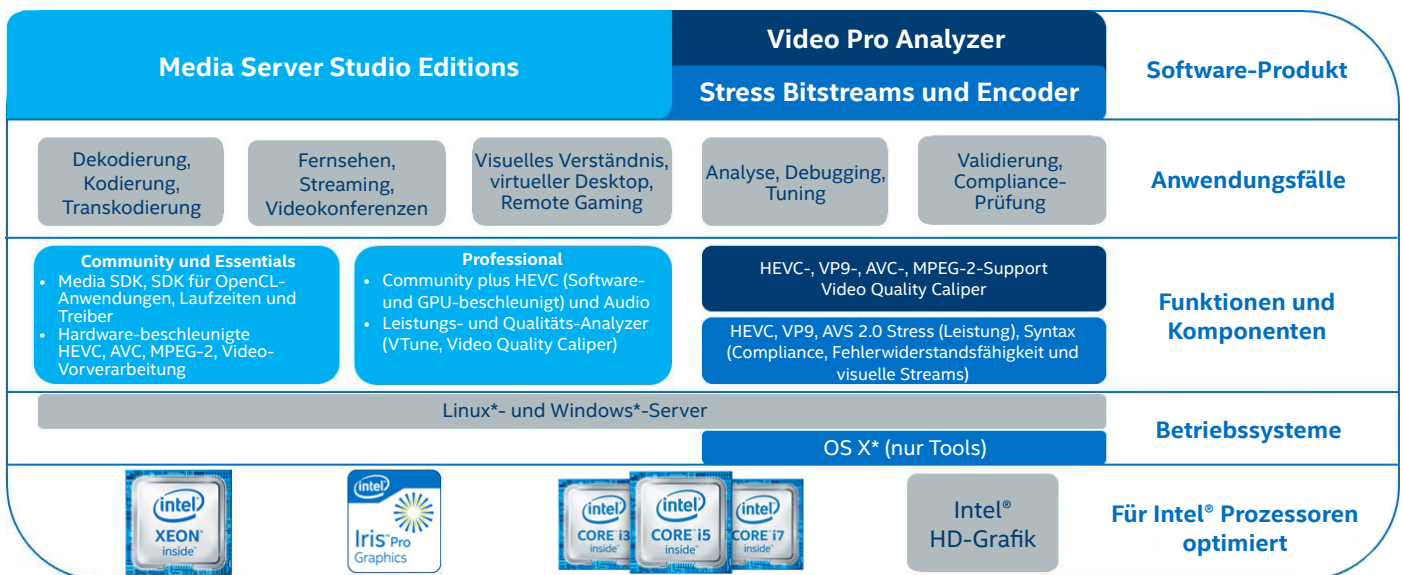 Media Server Studio Editions
Video Pro Analyzer
Stress Bitstreams und Encoder
Software-Produkt
Dekodierung,
Kodierung,
Transkodierung
Fernsehen,
Streaming,
Videokonferenzen
Visuelles Verständnis,
virtueller Desktop,
Remote Gaming
Analyse, Debugging,
Tuning
Validierung,
Compliance-
Prüfung
Anwendungsfälle
Community und Essentials
• Media SDK, SDK für OpenCL-
Anwendungen, Laufzeiten und
Treiber
• Hardware-beschleunigte
HEVC, AVC, MPEG-2, Video-
Vorverarbeitung
Professional
• Community plus HEVC (Software-
und GPU-beschleunigt) und Audio
• Leistungs- und Qualitäts-Analyzer
(VTune, Video Quality Caliper)
HEVC-, VP9-, AVC-, MPEG-2-Support
Video Quality Caliper
HEVC, VP9, AVS 2.0 Stress (Leistung), Syntax
(Compliance, Fehlerwiderstandsfähigkeit und
visuelle Streams)
Funktionen und
Komponenten
Linux*- und Windows*-Server
OS X* (nur Tools)
Betriebssysteme
intel
XEON™
inside™
intel
Iris™ Pro
Graphics
intel
CORE i3
inside™
intel
CORE i5
inside™
intel
CORE i7
inside™
Intel®
HD-Grafik
Für Intel® Prozessoren
optimiert